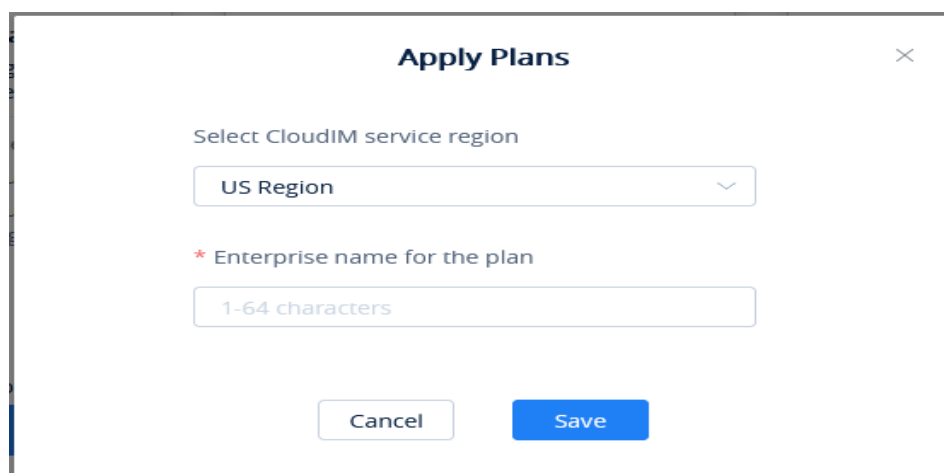 Apply Plans
Select CloudIM service region
US Region
* Enterprise name for the plan
1-64 characters
Cancel
Save